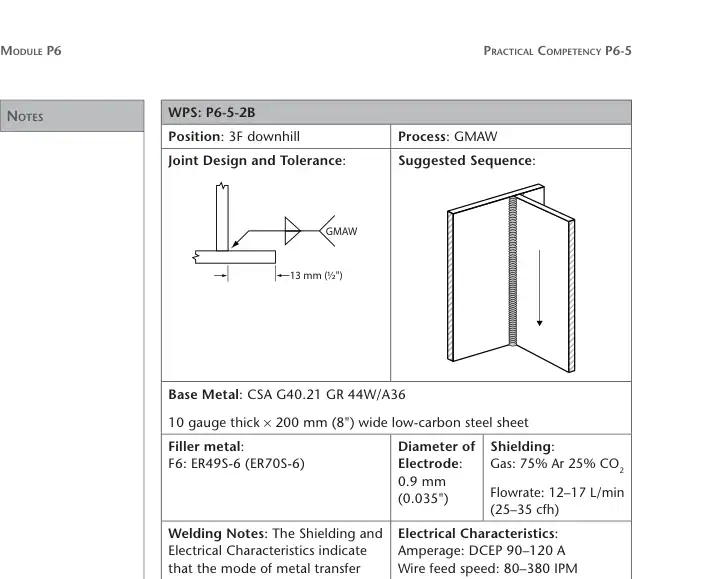 MODULE P6
PRACTICAL COMPETENCY P6-5
NOTES
WPS: P6-5-2B
Position: 3F downhill
Process: GMAW
Joint Design and Tolerance:
GMAW
13 mm (½")
Suggested Sequence:
Base Metal: CSA G40.21 GR 44W/A36
10 gauge thick × 200 mm (8") wide low-carbon steel sheet
Filler metal:
F6: ER49S-6 (ER70S-6)
Diameter of
Electrode:
0.9 mm
(0.035")
Shielding:
Gas: 75% Ar 25% CO₂
Flowrate: 12–17 L/min
(25–35 cfh)
Welding Notes: The Shielding and
Electrical Characteristics indicate
that the mode of metal transfer
Electrical Characteristics:
Amperage: DCEP 90–120 A
Wire feed speed: 80–380 IPM